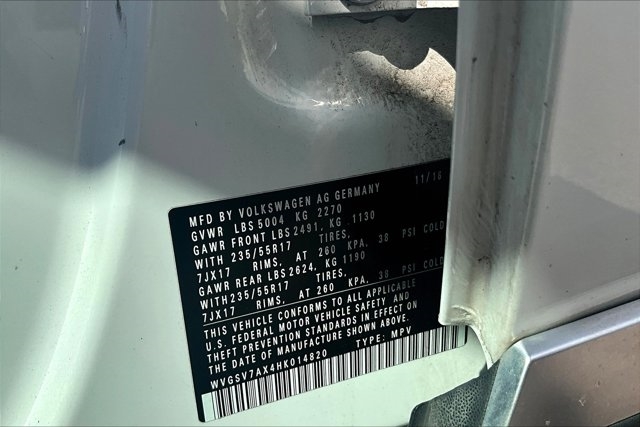 MFD BY VOLKSWAGEN AG GERMANY 11/16
GVWR LBS 5004 KG 2270
GAWR FRONT LBS 2491, KG 1130
WITH 235/55R17 TIRES,
7JX17 RIMS, AT 260 KPA, 38 PSI COLD
GAWR REAR LBS 2624, KG 1190
WITH 235/55R17 TIRES,
7JX17 RIMS, AT 260 KPA, 38 PSI COLD
THIS VEHICLE CONFORMS TO ALL APPLICABLE
U.S. FEDERAL MOTOR VEHICLE SAFETY AND
THEFT PREVENTION STANDARDS IN EFFECT ON
THE DATE OF MANUFACTURE SHOWN ABOVE.
WVGSV7AX4HK014820 TYPE: MPV